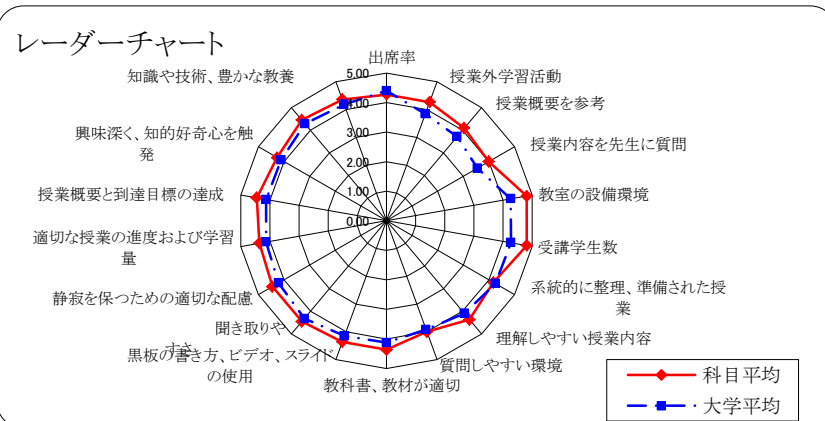 レーダーチャート
出席率
授業外学習活動
授業概要を参考
授業内容を先生に質問
教室の設備環境
受講学生数
系統的に整理、準備された授
業
理解しやすい授業内容
質問しやすい環境
教科書、教材が適切
黒板の書き方、ビデオ、スライド
の使用
聞き取りや
すさ
静寂を保つための適切な配慮
適切な授業の進度および学習
量
授業概要と到達目標の達成
興味深く、知的好奇心を触
発
知識や技術、豊かな教養
5.00
4.00
3.00
2.00
1.00
0.00
科目平均
大学平均